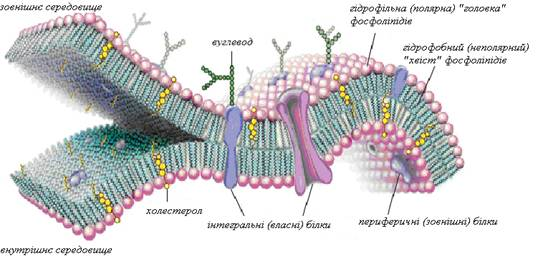 зовнішнє середовище
вуглевод
гідрофільна (полярна) "головка"
фосфоліпідів
гідрофобний (неполярний)
"хвіст" фосфоліпідів
холестерол
інтегральні (власні) білки
периферичні (зовнішні) білки
внутрішнє середовище